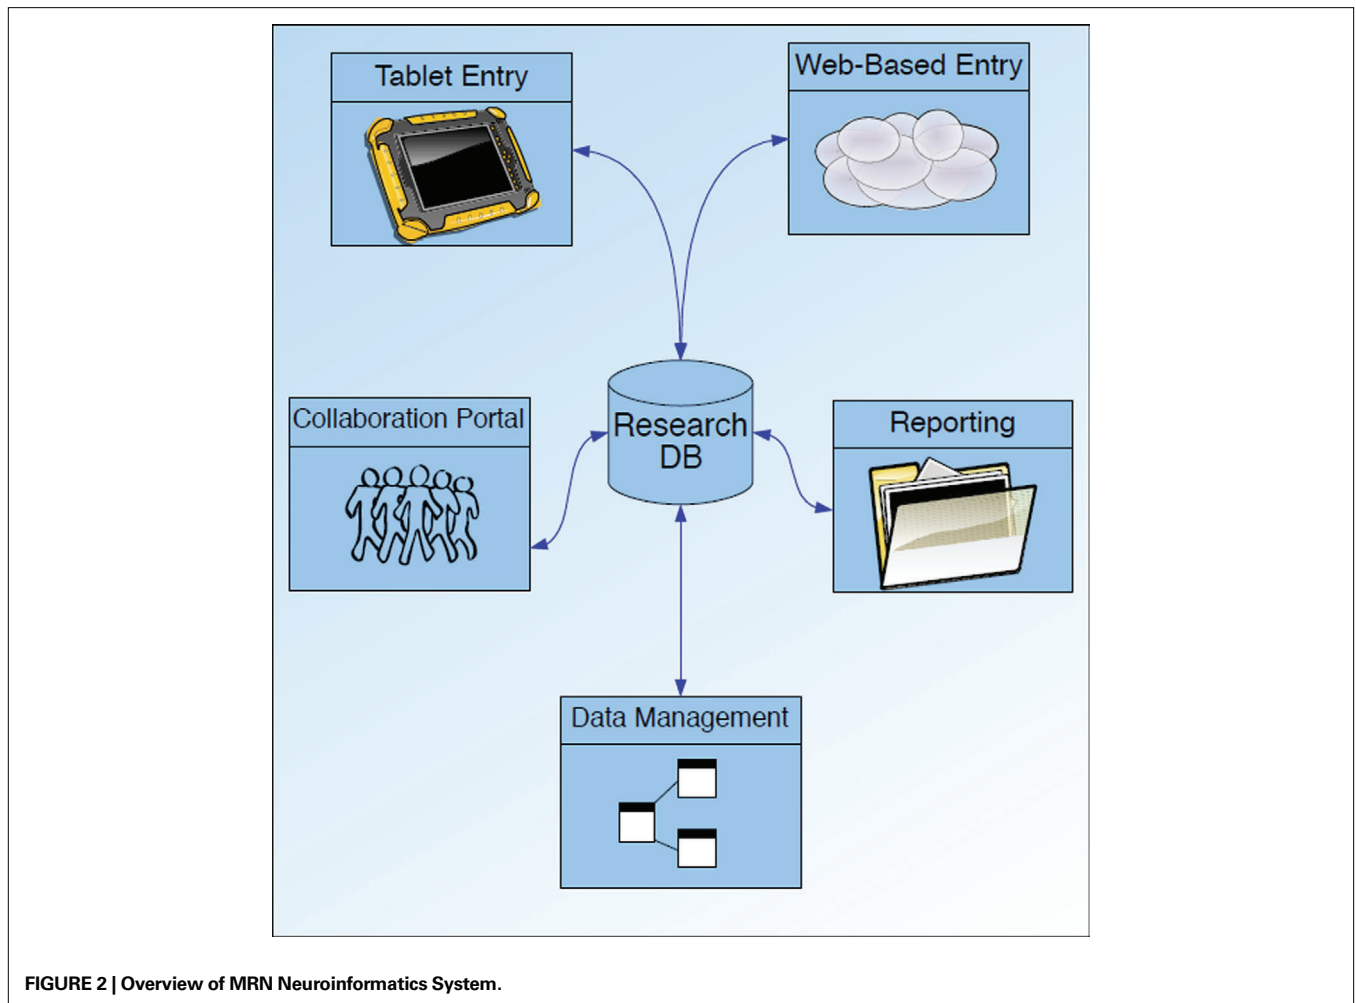 Tablet Entry
Web-Based Entry
Collaboration Portal
Research
DB
Reporting
Data Management
FIGURE 2 | Overview of MRN Neuroinformatics System.